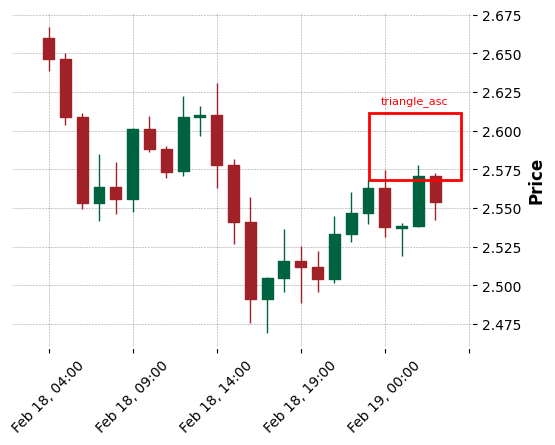 triangle_asc
2.675
2.650
2.625
2.600
2.575
2.550
2.525
2.500
2.475
Price
Feb 18, 04:00
Feb 18, 09:00
Feb 18, 14:00
Feb 18, 19:00
Feb 19, 00:00